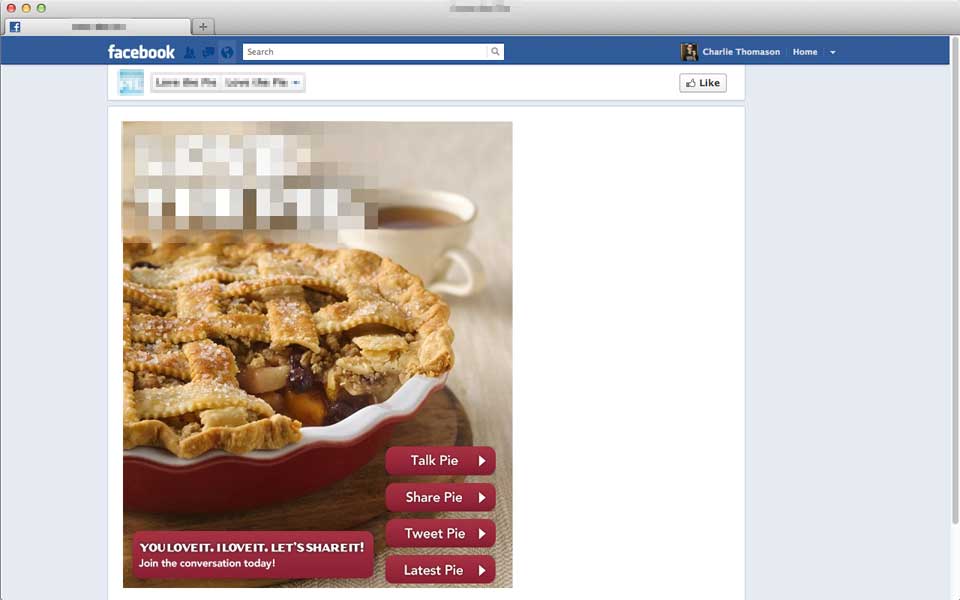 facebook
Search
Charlie Thomason
Home
Like
Talk Pie
Share Pie
Tweet Pie
Latest Pie
YOU LOVE IT. I LOVE IT. LET'S SHARE IT!
Join the conversation today!